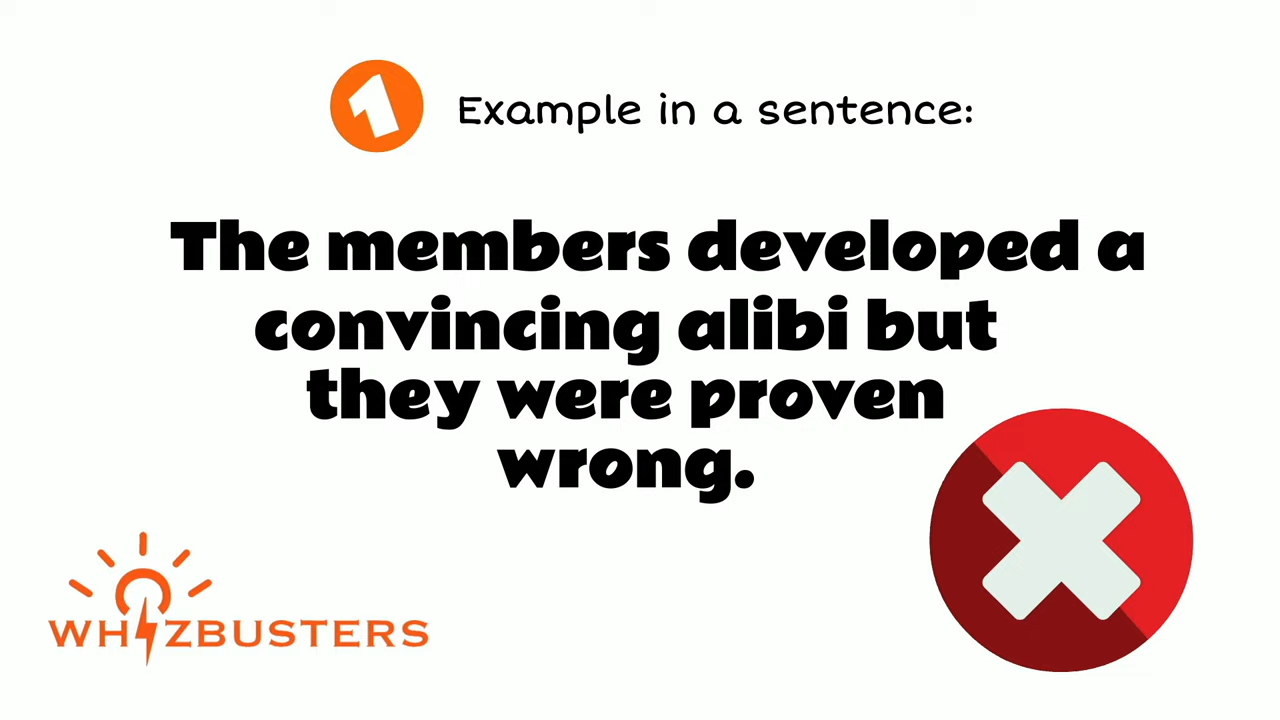 1 Example in a sentence:
The members developed a
convincing alibi but
they were proven
wrong.
WHIZBUSTERS